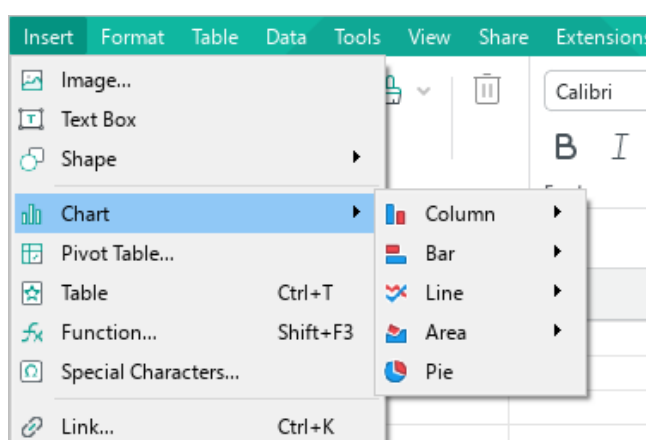 Insert Format Table Data Tools View Share Extensions
Image...
Calibri
Text Box
B I
Shape
Chart
Column
Pivot Table...
Bar
Table Ctrl+T
Line
Function... Shift+F3
Area
Special Characters...
Pie
Link... Ctrl+K